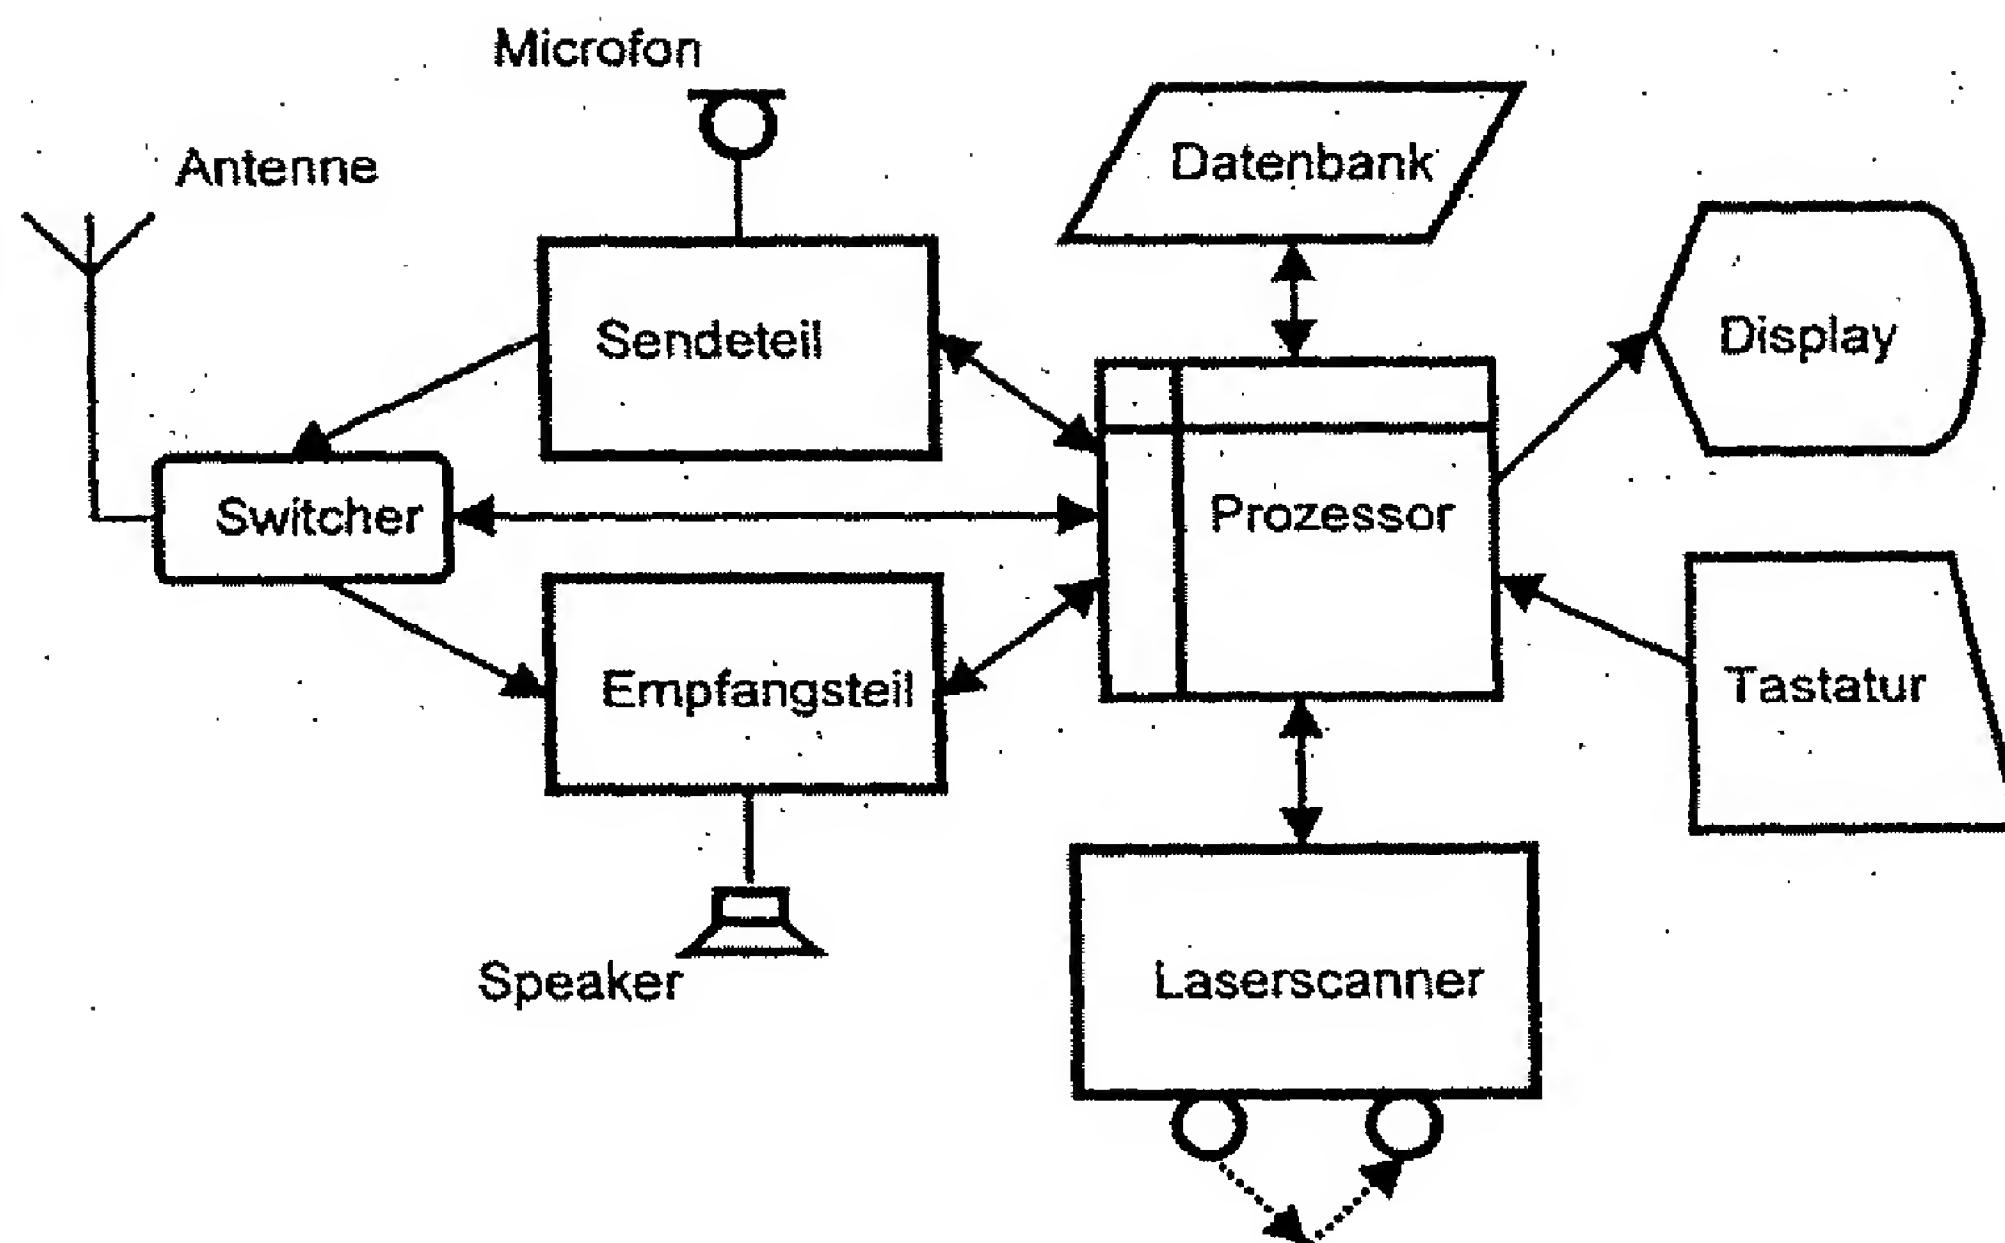 Microfon
Antenne
Datenbank
Sendeteil
Display
Switcher
Prozessor
Empfangsteil
Tastatur
Speaker
Laserscanner